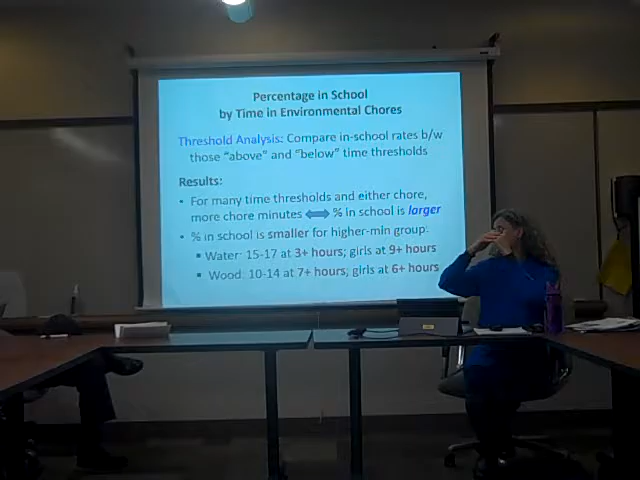 Percentage in School
by Time in Environmental Chores
Threshold Analysis: Compare in-school rates b/w
those "above" and "below" time thresholds
Results:
• For many time thresholds and either chore,
more chore minutes ⟺ % in school is larger
• % in school is smaller for higher-min group:
▪ Water: 15-17 at 3+ hours; girls at 9+ hours
▪ Wood: 10-14 at 7+ hours; girls at 6+ hours